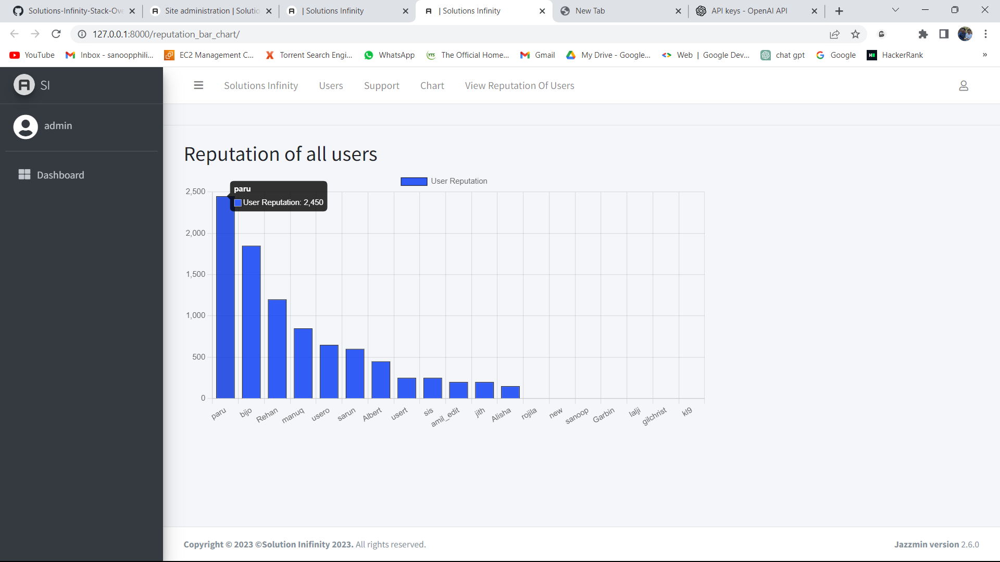 Solutions-Infinity-Stack-Ove
Site administration | Solutio
| Solutions Infinity
| Solutions Infinity
New Tab
API keys - OpenAI API
127.0.0.1:8000/reputation_bar_chart/
YouTube
Inbox - sanoopphili...
EC2 Management C...
Torrent Search Engi...
WhatsApp
YTS
The Official Home...
Gmail
My Drive - Google...
Web | Google Dev...
chat gpt
Google
HackerRank
»
SI
Solutions Infinity
Users
Support
Chart
View Reputation Of Users
admin
Dashboard
Reputation of all users
User Reputation
paru
User Reputation: 2,450
2,500
2,000
1,500
1,000
500
0
paru
bijo
Rehan
manuq
usero
sarun
Albert
usert
sis
amil_edit
jith
Alisha
rojila
new
sanoop
Garbin
lalji
gilchrist
kl9
Copyright © 2023 ©Solution Inifinity 2023. All rights reserved.
Jazzmin version 2.6.0